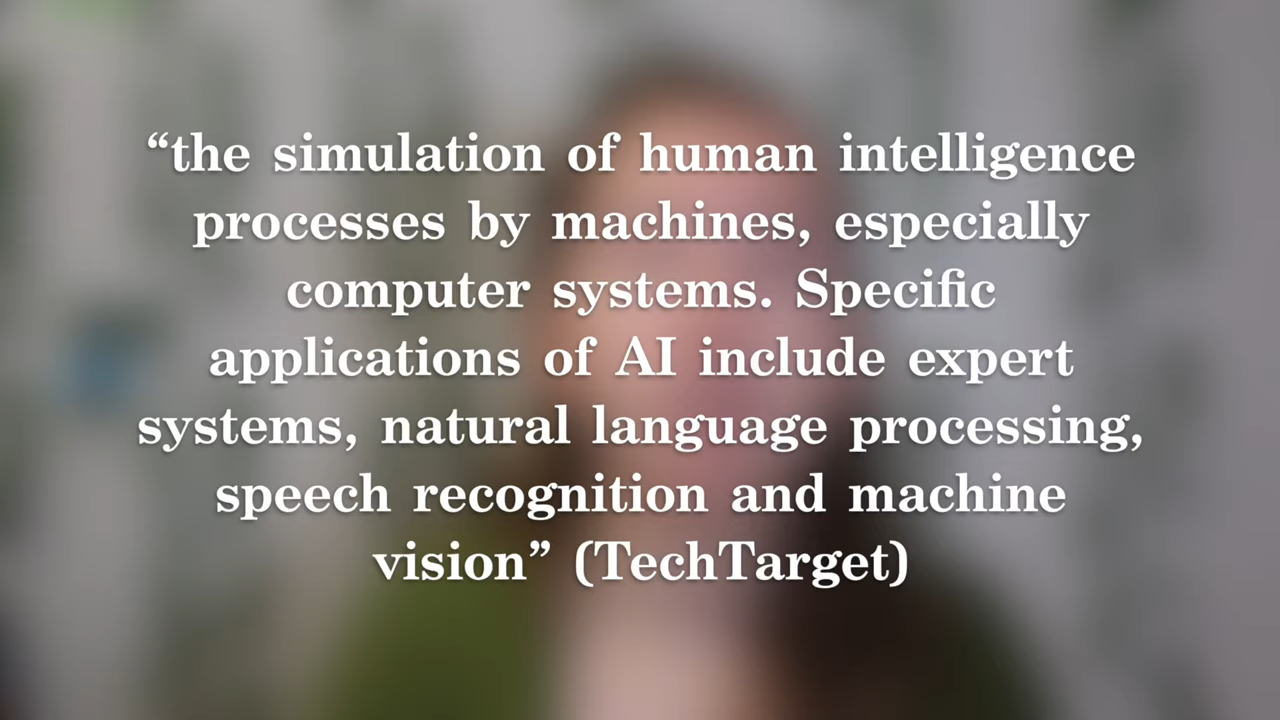 “the simulation of human intelligence
processes by machines, especially
computer systems. Specific
applications of AI include expert
systems, natural language processing,
speech recognition and machine
vision” (TechTarget)